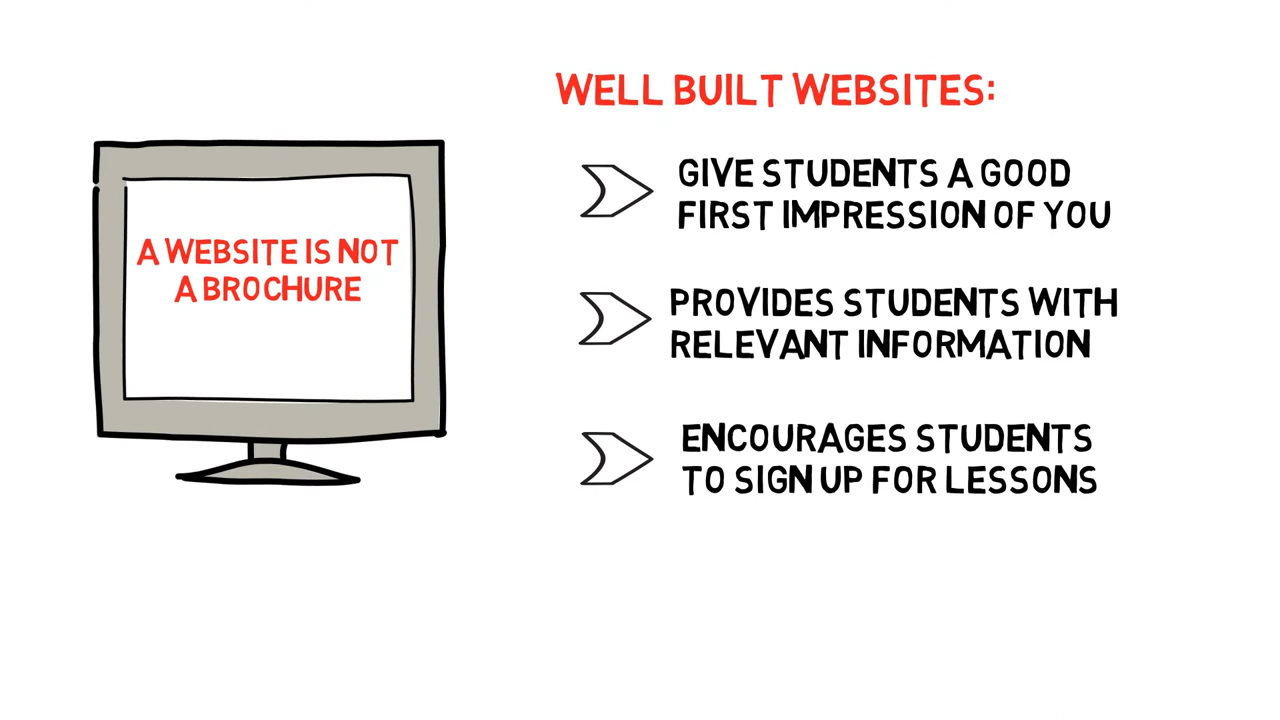 A WEBSITE IS NOT
A BROCHURE
WELL BUILT WEBSITES:
GIVE STUDENTS A GOOD
FIRST IMPRESSION OF YOU
PROVIDES STUDENTS WITH
RELEVANT INFORMATION
ENCOURAGES STUDENTS
TO SIGN UP FOR LESSONS